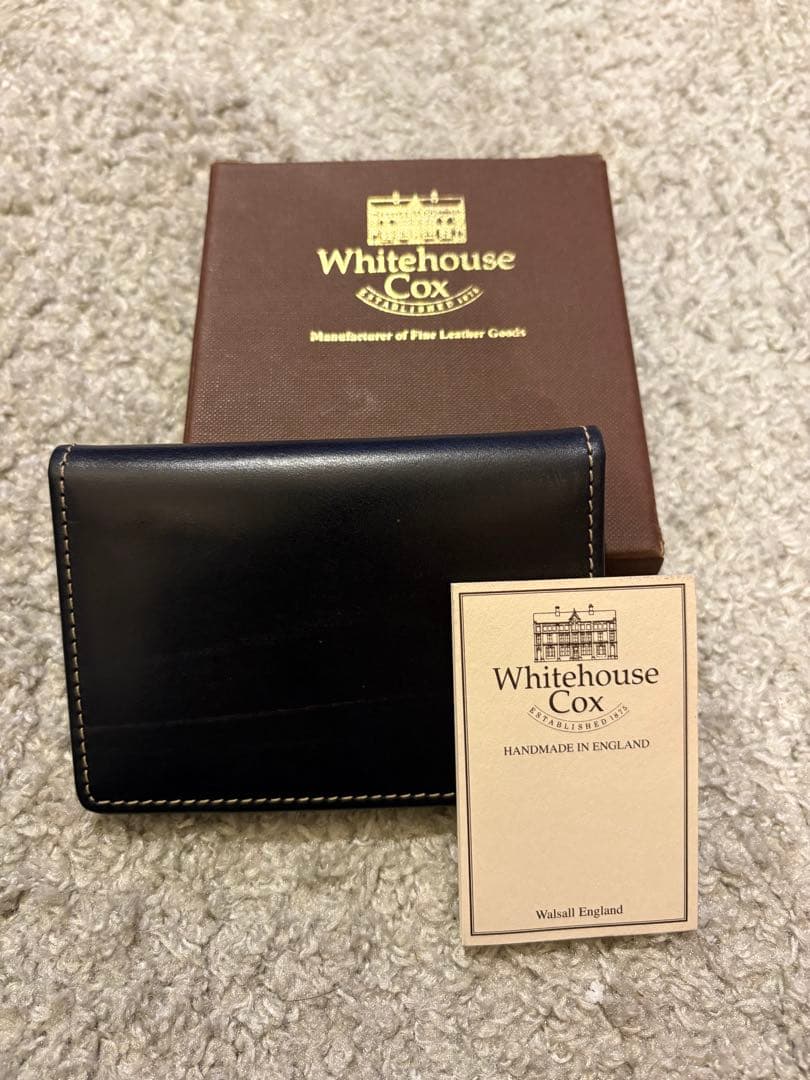 Whitehouse
Cox
ESTABLISHED 1875
Manufacturer of Fine Leather Goods
Whitehouse
Cox
ESTABLISHED 1875
HANDMADE IN ENGLAND
Walsall England